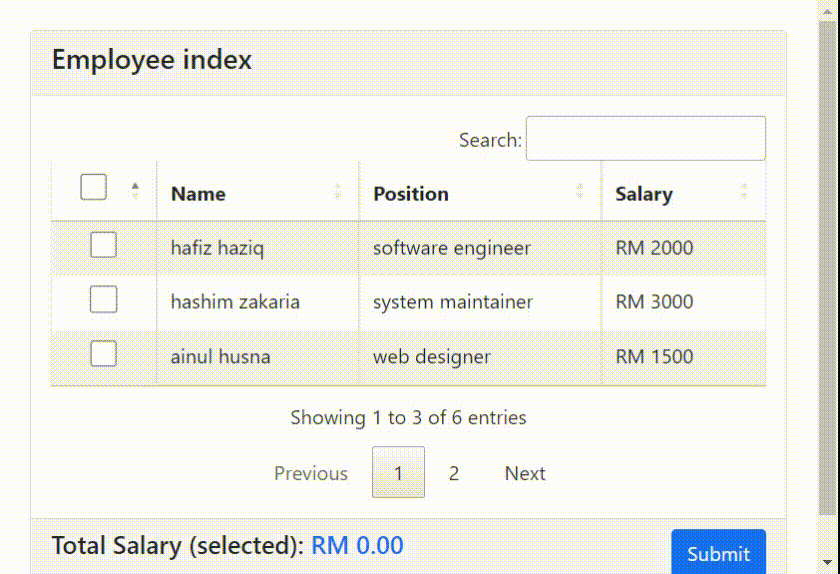 Employee index
Search:
Name Position Salary
hafiz haziq software engineer RM 2000
hashim zakaria system maintainer RM 3000
ainul husna web designer RM 1500
Showing 1 to 3 of 6 entries
Previous 1 2 Next
Total Salary (selected): RM 0.00
Submit